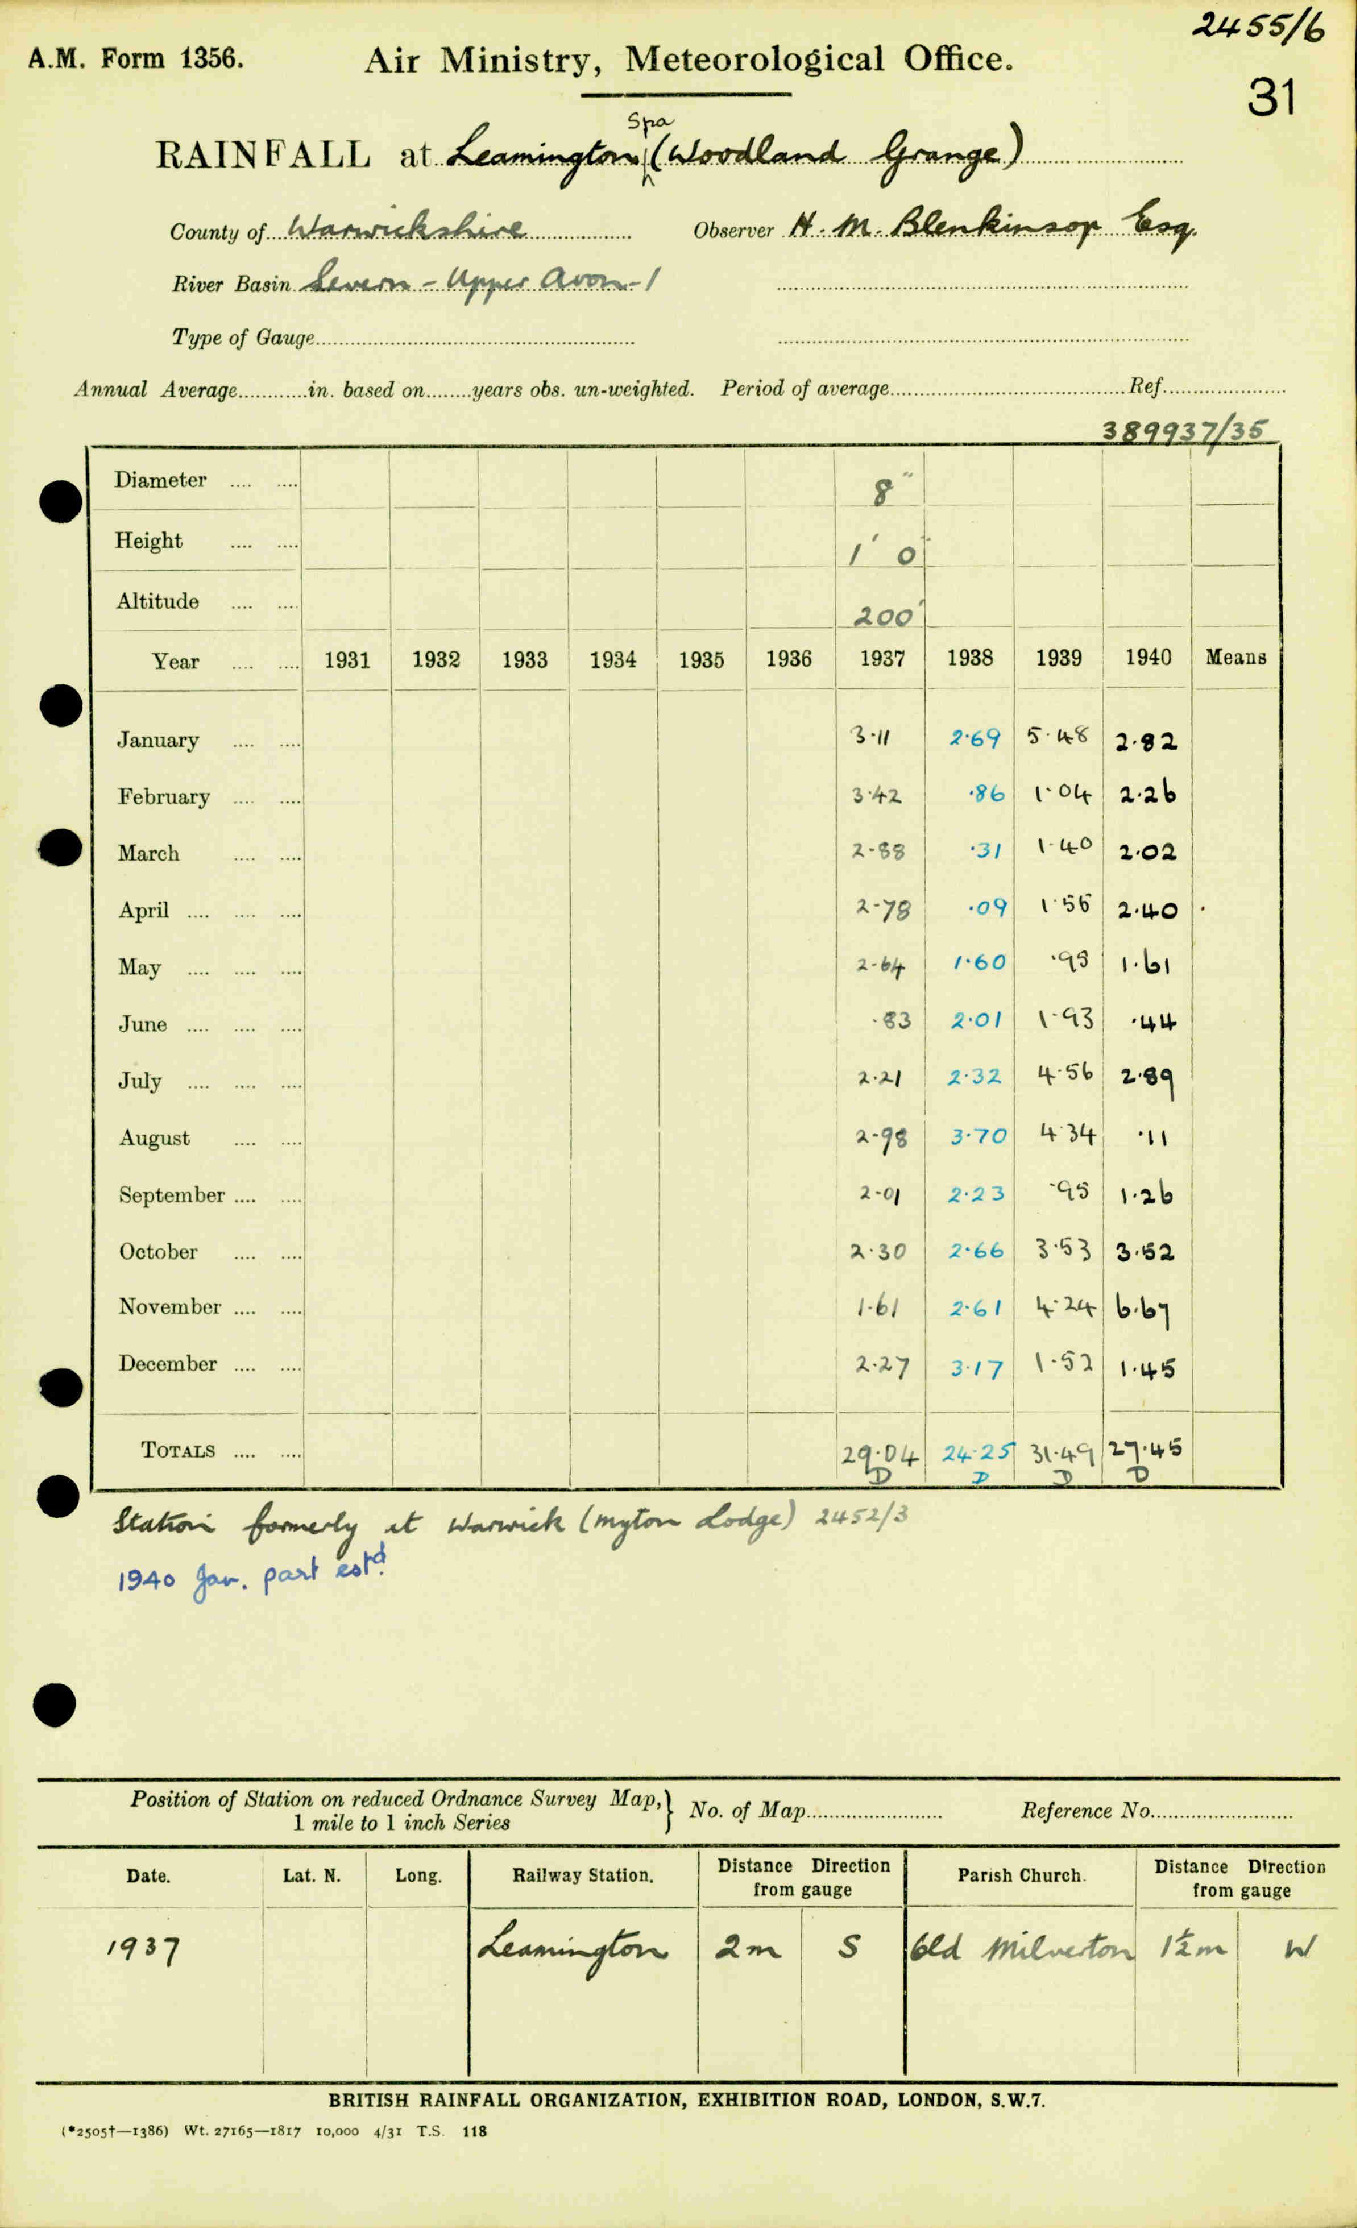 2455/6
A.M. Form 1356. Air Ministry, Meteorological Office.
31
Spa
RAINFALL at Leamington (Woodland Grange)
County of Warwickshire Observer H. M. Blenkinsop Esq.
River Basin Severn - Upper Avon - 1
Type of Gauge
Annual Average in. based on years obs. un-weighted. Period of average Ref.
389937/35
Diameter 8"
Height 1' 0"
Altitude 200'
Year 1931 1932 1933 1934 1935 1936 1937 1938 1939 1940 Means
January 3.11 2.69 5.48 2.82
February 3.42 .86 1.04 2.26
March 2.88 .31 1.40 2.02
April 2.78 .09 1.55 2.40
May 2.64 1.60 .95 1.61
June .83 2.01 1.93 .44
July 2.21 2.32 4.56 2.89
August 2.98 3.70 4.34 .11
September 2.01 2.23 .95 1.26
October 2.30 2.66 3.53 3.52
November 1.61 2.61 4.24 6.67
December 2.27 3.17 1.52 1.45
TOTALS 29.04 24.25 31.49 27.45
D D D D
Station formerly at Warwick (Myton Lodge) 2452/3
1940 Jan. part estd.
Position of Station on reduced Ordnance Survey Map, } No. of Map Reference No.
1 mile to 1 inch Series
Date. Lat. N. Long. Railway Station. Distance Direction Parish Church. Distance Direction
from gauge from gauge
1937 Leamington 2m S Old Milverton 1½m W
BRITISH RAINFALL ORGANIZATION, EXHIBITION ROAD, LONDON, S.W.7.
(*2505†—1386) Wt. 27165—1817 10,000 4/31 T.S. 118